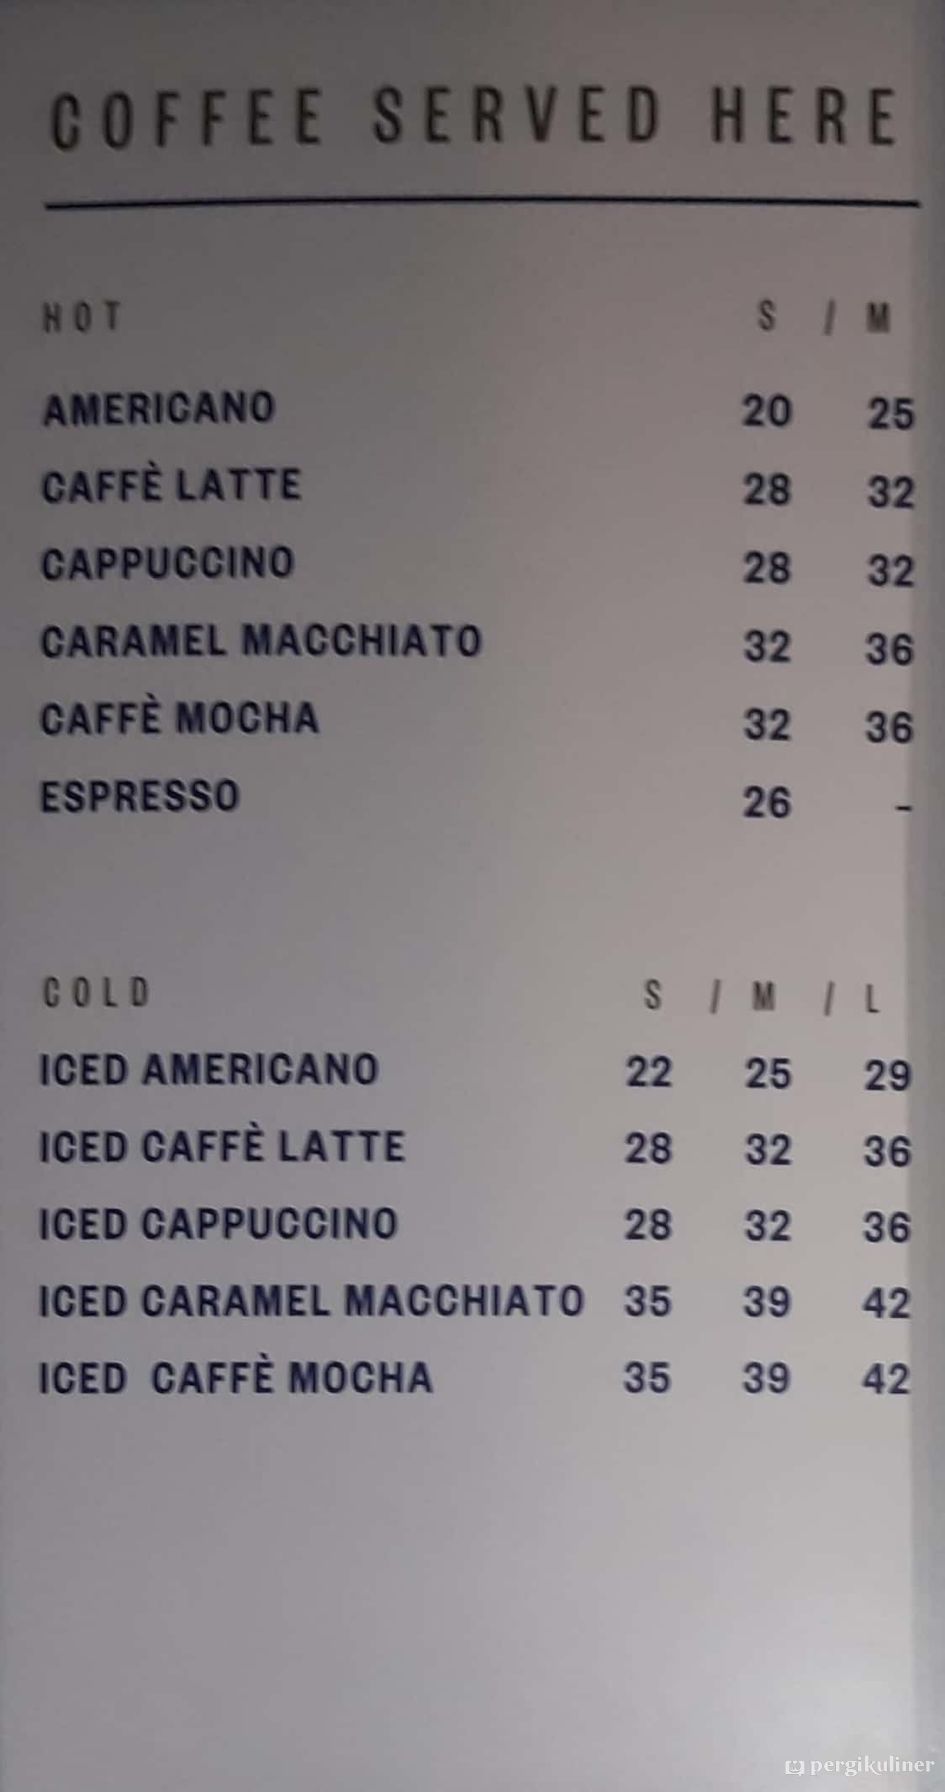 COFFEE SERVED HERE
HOT S / M
AMERICANO 20 25
CAFFÈ LATTE 28 32
CAPPUCCINO 28 32
CARAMEL MACCHIATO 32 36
CAFFÈ MOCHA 32 36
ESPRESSO 26 -
COLD S / M / L
ICED AMERICANO 22 25 29
ICED CAFFÈ LATTE 28 32 36
ICED CAPPUCCINO 28 32 36
ICED CARAMEL MACCHIATO 35 39 42
ICED CAFFÈ MOCHA 35 39 42
pergikuliner